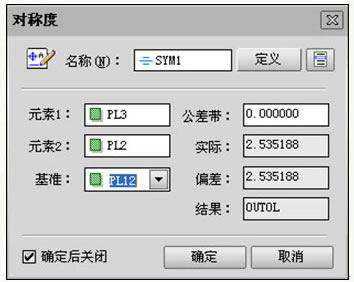 对称度
名称(N)： SYM1 定义
元素1： PL3 公差带： 0.000000
元素2： PL2 实际： 2.535188
基准： PL12 偏差： 2.535188
结果： OUTOL
确定后关闭 确定 取消